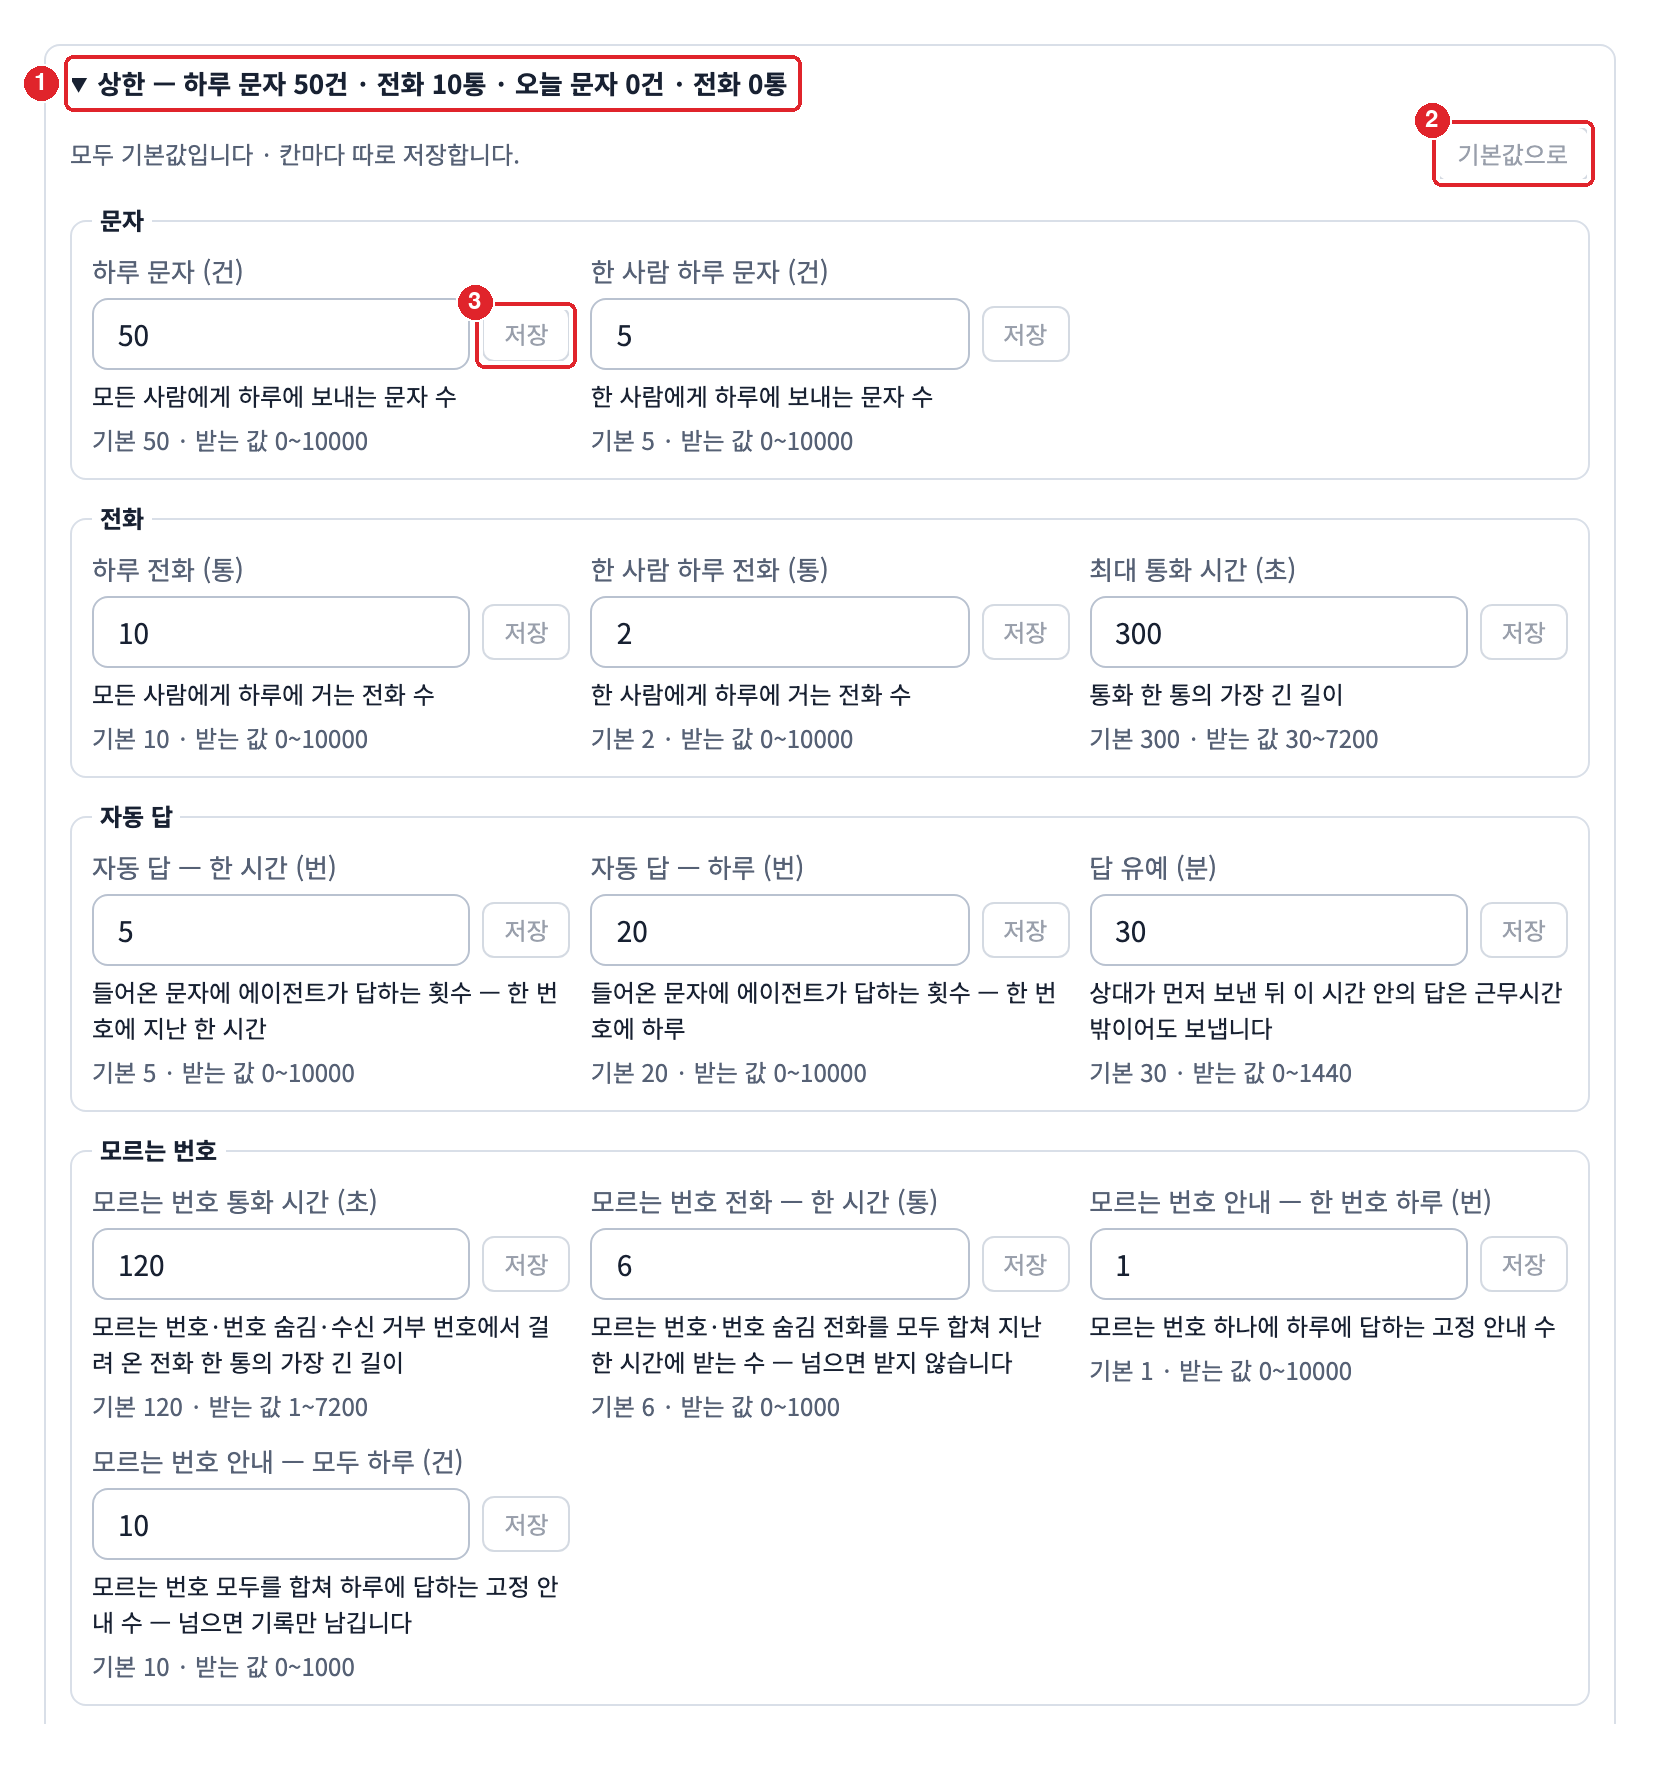 1
▼ 상한 — 하루 문자 50건 · 전화 10통 · 오늘 문자 0건 · 전화 0통
2
모두 기본값입니다 · 칸마다 따로 저장합니다.
기본값으로
문자
하루 문자 (건)
한 사람 하루 문자 (건)
3
50
저장
5
저장
모든 사람에게 하루에 보내는 문자 수
한 사람에게 하루에 보내는 문자 수
기본 50 · 받는 값 0~10000
기본 5 · 받는 값 0~10000
전화
하루 전화 (통)
한 사람 하루 전화 (통)
최대 통화 시간 (초)
10
저장
2
저장
300
저장
모든 사람에게 하루에 거는 전화 수
한 사람에게 하루에 거는 전화 수
통화 한 통의 가장 긴 길이
기본 10 · 받는 값 0~10000
기본 2 · 받는 값 0~10000
기본 300 · 받는 값 30~7200
자동 답
자동 답 — 한 시간 (번)
자동 답 — 하루 (번)
답 유예 (분)
5
저장
20
저장
30
저장
들어온 문자에 에이전트가 답하는 횟수 — 한 번
호에 지난 한 시간
들어온 문자에 에이전트가 답하는 횟수 — 한 번
호에 하루
상대가 먼저 보낸 뒤 이 시간 안의 답은 근무시간
밖이어도 보냅니다
기본 5 · 받는 값 0~10000
기본 20 · 받는 값 0~10000
기본 30 · 받는 값 0~1440
모르는 번호
모르는 번호 통화 시간 (초)
모르는 번호 전화 — 한 시간 (통)
모르는 번호 안내 — 한 번호 하루 (번)
120
저장
6
저장
1
저장
모르는 번호·번호 숨김·수신 거부 번호에서 걸
려 온 전화 한 통의 가장 긴 길이
모르는 번호·번호 숨김 전화를 모두 합쳐 지난
한 시간에 받는 수 — 넘으면 받지 않습니다
모르는 번호 하나에 하루에 답하는 고정 안내 수
기본 120 · 받는 값 1~7200
기본 6 · 받는 값 0~1000
기본 1 · 받는 값 0~10000
모르는 번호 안내 — 모두 하루 (건)
10
저장
모르는 번호 모두를 합쳐 하루에 답하는 고정 안
내 수 — 넘으면 기록만 남깁니다
기본 10 · 받는 값 0~1000